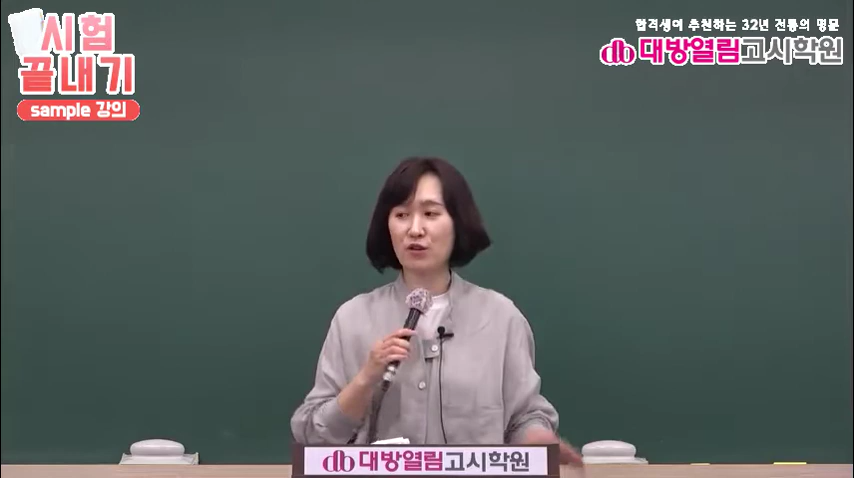 시험
끝내기
sample 강의
합격생이 추천하는 32년 전통의 명문
db 대방열림고시학원
db 대방열림고시학원